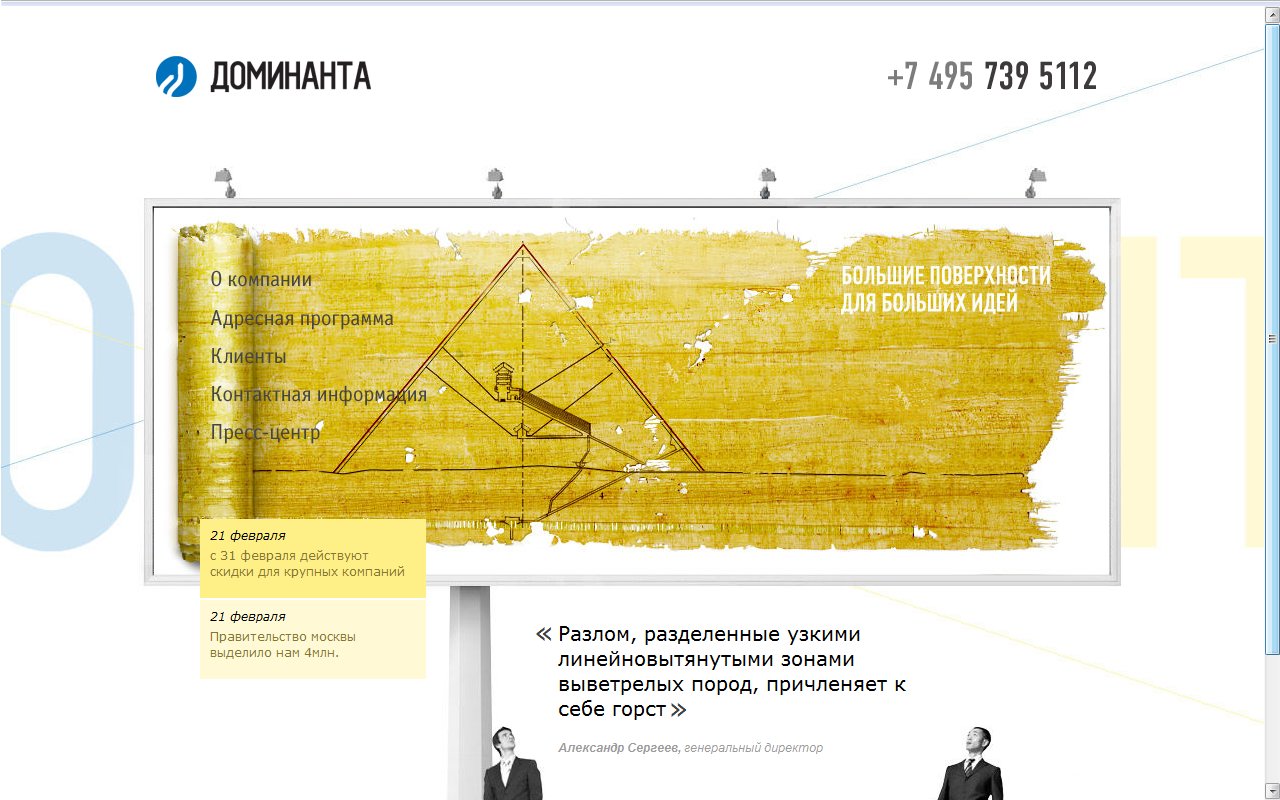 ДОМИНАНТА
+7 495 739 5112
О компании
Адресная программа
Клиенты
Контактная информация
Пресс-центр
БОЛЬШИЕ ПОВЕРХНОСТИ
ДЛЯ БОЛЬШИХ ИДЕЙ
21 февраля
с 31 февраля действуют
скидки для крупных компаний
21 февраля
Правительство москвы
выделило нам 4млн.
« Разлом, разделенные узкими
линейновытянутыми зонами
выветрелых пород, причленяет к
себе горст »
Александр Сергеев, генеральный директор